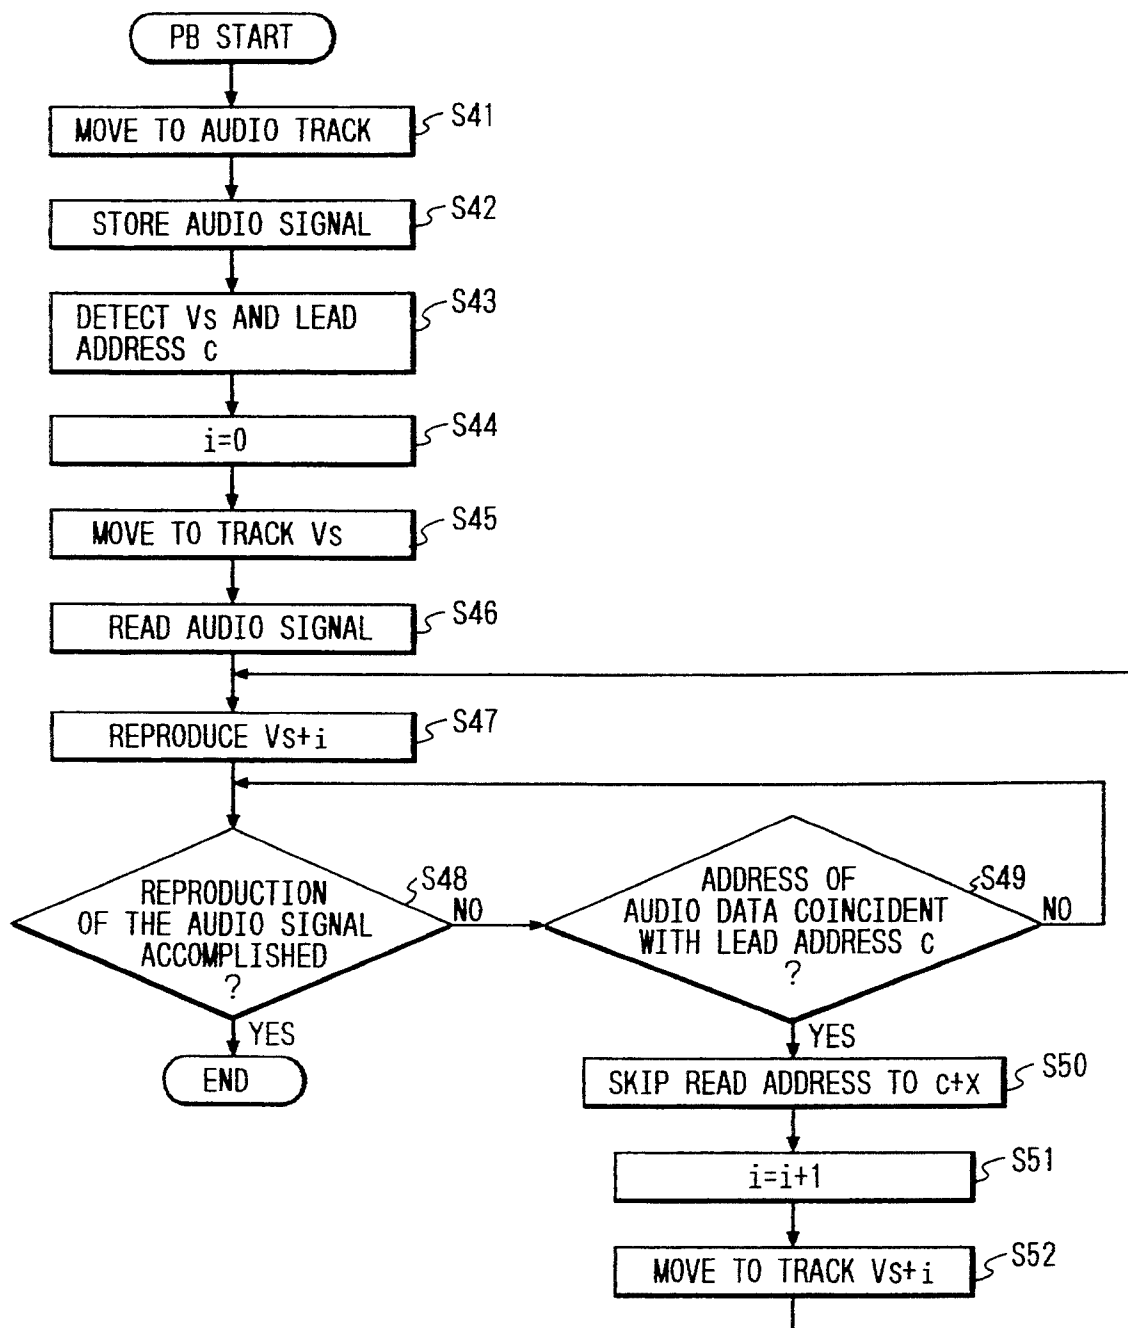 PB START
MOVE TO AUDIO TRACK
S41
STORE AUDIO SIGNAL
S42
DETECT Vs AND LEAD
ADDRESS c
S43
i=0
S44
MOVE TO TRACK Vs
S45
READ AUDIO SIGNAL
S46
REPRODUCE Vs+i
S47
REPRODUCTION
OF THE AUDIO SIGNAL
ACCOMPLISHED
?
S48
NO
YES
END
ADDRESS OF
AUDIO DATA COINCIDENT
WITH LEAD ADDRESS c
?
S49
NO
YES
SKIP READ ADDRESS TO c+x
S50
i=i+1
S51
MOVE TO TRACK Vs+i
S52